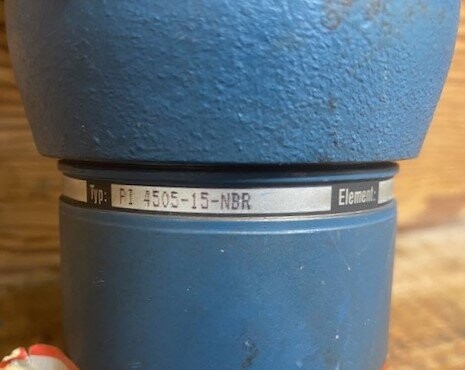 Typ: PI 4505-15-NBR Element: